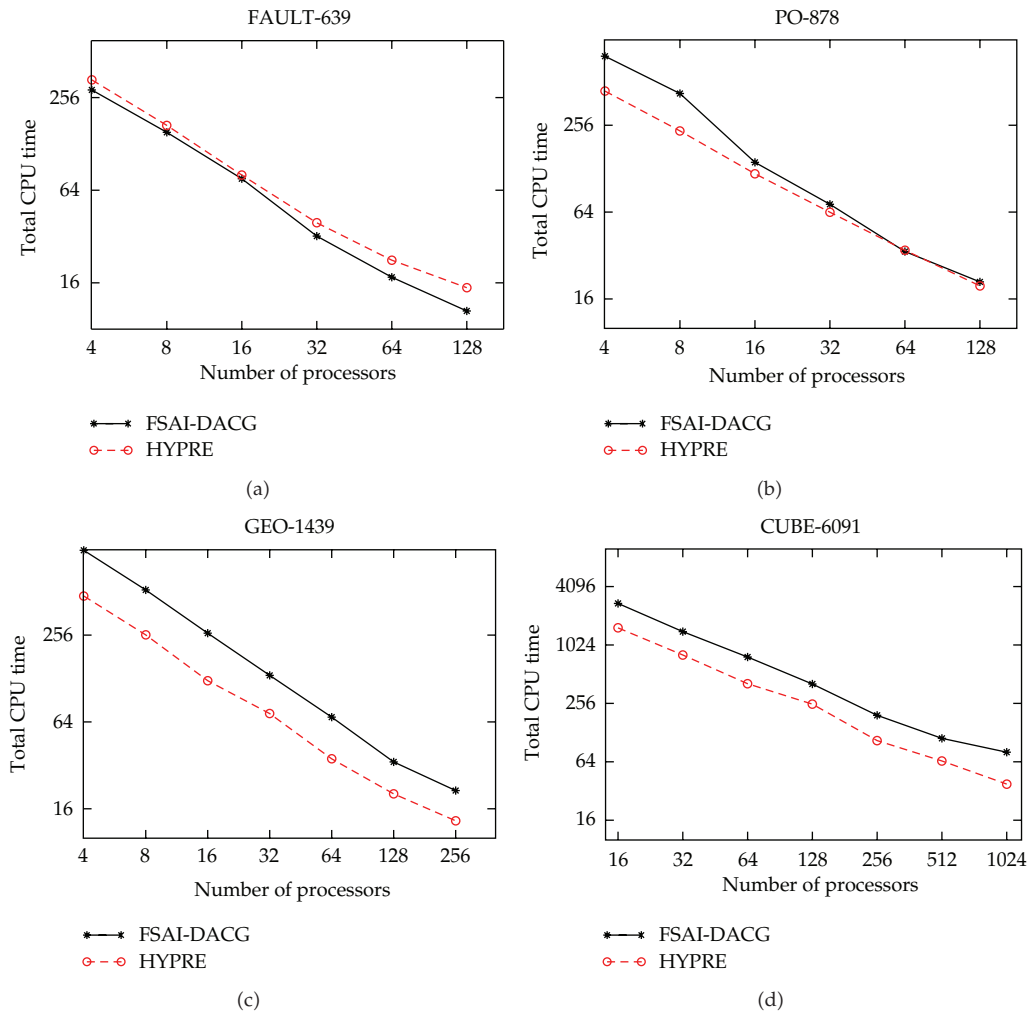 FAULT-639
256
64
16
Total CPU time
4 8 16 32 64 128
Number of processors
FSAI-DACG
HYPRE
(a)
PO-878
256
64
16
Total CPU time
4 8 16 32 64 128
Number of processors
FSAI-DACG
HYPRE
(b)
GEO-1439
256
64
16
Total CPU time
4 8 16 32 64 128 256
Number of processors
FSAI-DACG
HYPRE
(c)
CUBE-6091
4096
1024
256
64
16
Total CPU time
16 32 64 128 256 512 1024
Number of processors
FSAI-DACG
HYPRE
(d)